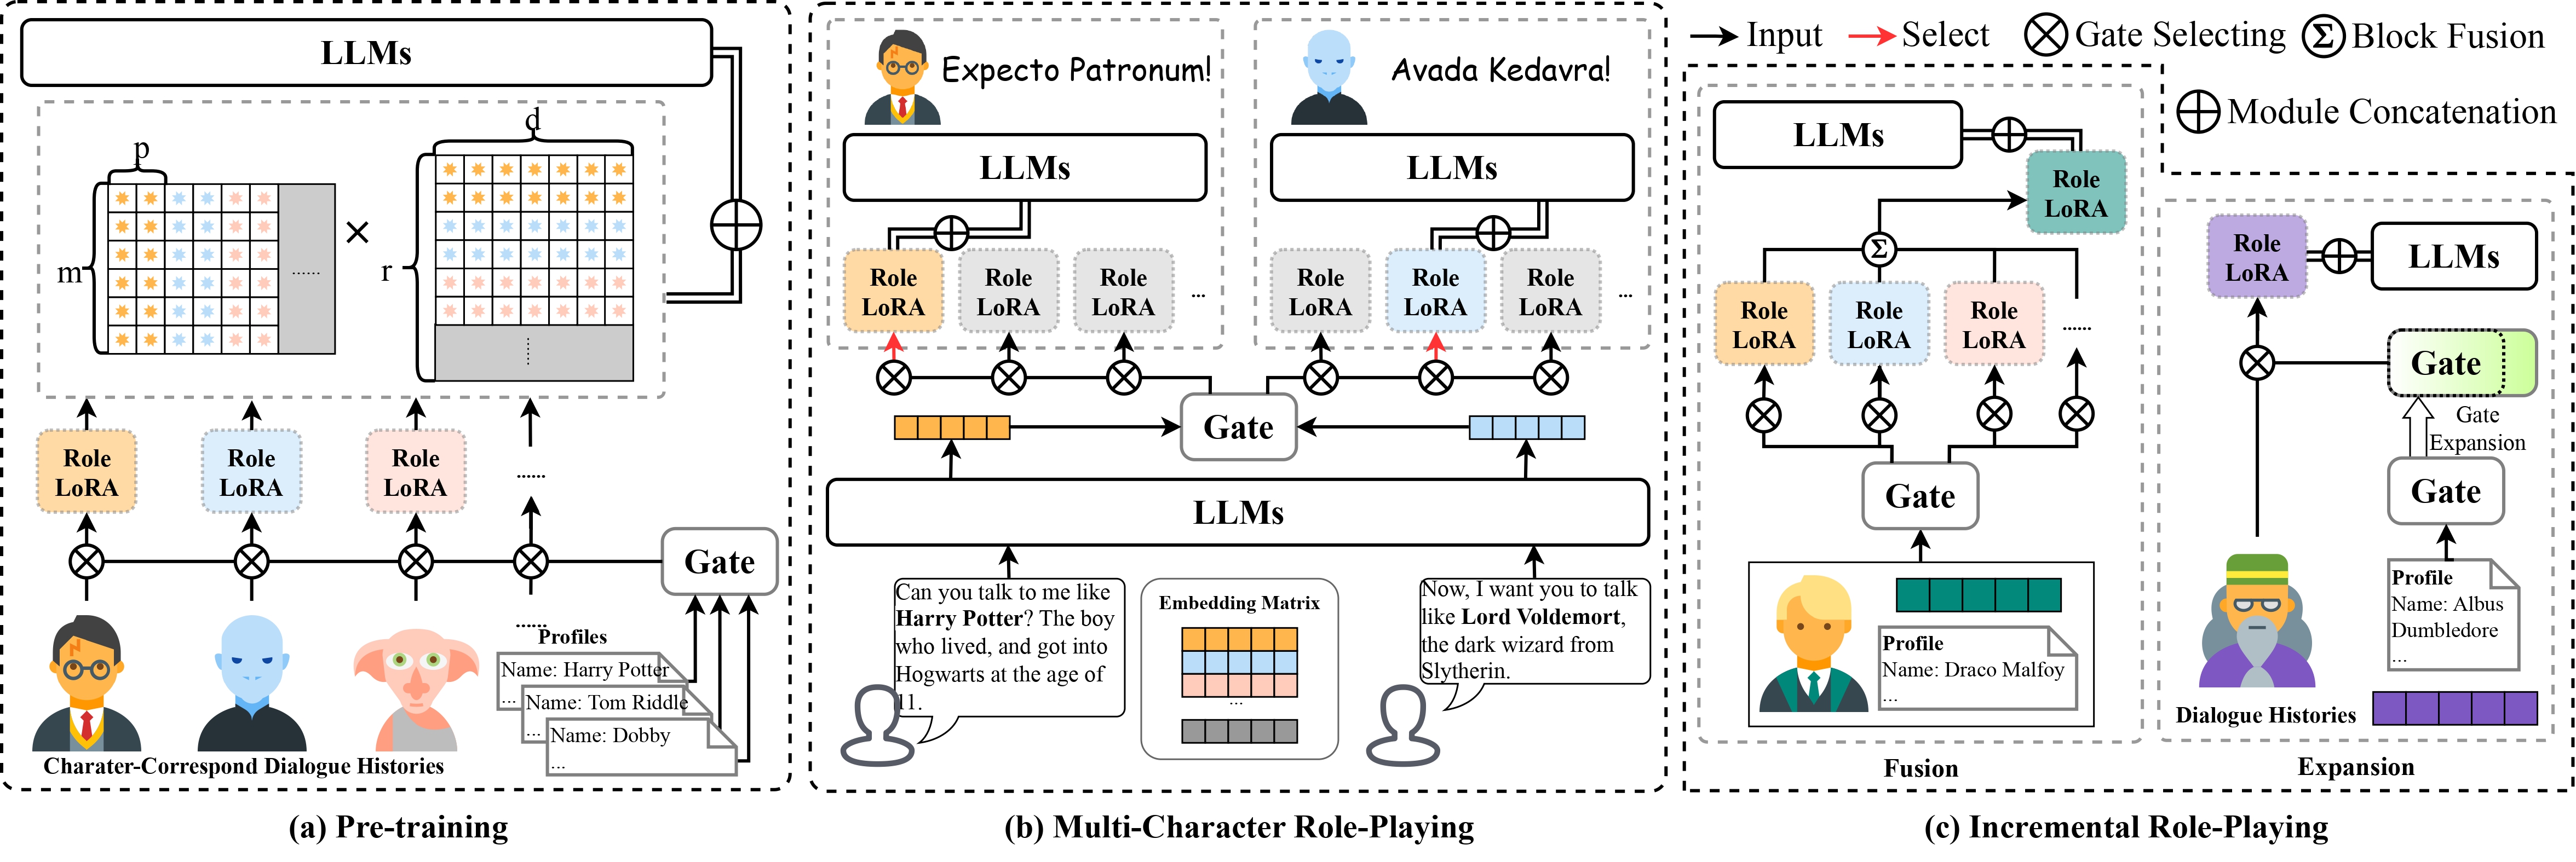 LLMs
p
d
m
......
×
r
......
Role
LoRA
Role
LoRA
Role
LoRA
......
Gate
......
Profiles
Name: Harry Potter
...
Name: Tom Riddle
...
Name: Dobby
...
Charater-Correspond Dialogue Histories
(a) Pre-training
Expecto Patronum!
Avada Kedavra!
LLMs
LLMs
Role
LoRA
Role
LoRA
Role
LoRA
...
Role
LoRA
Role
LoRA
Role
LoRA
...
Gate
LLMs
Can you talk to me like
Harry Potter? The boy
who lived, and got into
Hogwarts at the age of
11.
Embedding Matrix
...
Now, I want you to talk
like Lord Voldemort,
the dark wizard from
Slytherin.
(b) Multi-Character Role-Playing
Input
Select
Gate Selecting
Σ Block Fusion
Module Concatenation
LLMs
Role
LoRA
Σ
Role
LoRA
Role
LoRA
Role
LoRA
......
Gate
Profile
Name: Draco Malfoy
...
Fusion
Role
LoRA
LLMs
Gate
Gate
Expansion
Gate
Profile
Name: Albus
Dumbledore
...
Dialogue Histories
Expansion
(c) Incremental Role-Playing